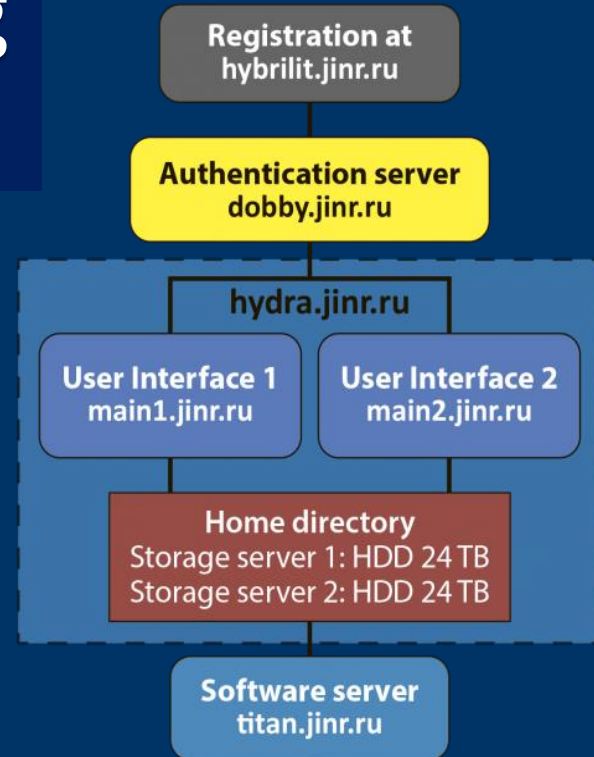 Registration at
hybrilit.jinr.ru
Authentication server
dobby.jinr.ru
hydra.jinr.ru
User Interface 1
main1.jinr.ru
User Interface 2
main2.jinr.ru
Home directory
Storage server 1: HDD 24 TB
Storage server 2: HDD 24 TB
Software server
titan.jinr.ru